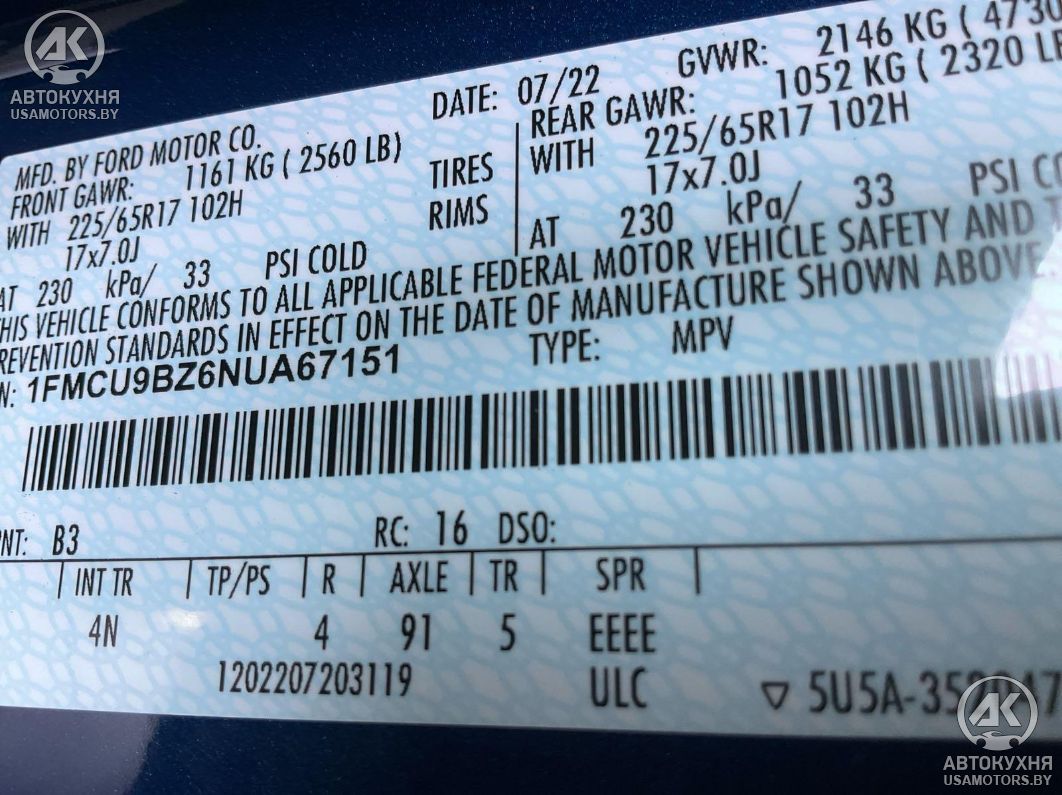 АВТОКУХНЯ
USAMOTORS.BY
MFD. BY FORD MOTOR CO.
DATE: 07/22
GVWR: 2146 KG ( 4730
FRONT GAWR: 1161 KG ( 2560 LB)
REAR GAWR: 1052 KG ( 2320 LB
WITH 225/65R17 102H
TIRES
WITH 225/65R17 102H
17x7.0J
RIMS
17x7.0J
AT 230 kPa/ 33 PSI COLD
AT 230 kPa/ 33 PSI CO
THIS VEHICLE CONFORMS TO ALL APPLICABLE FEDERAL MOTOR VEHICLE SAFETY AND T
REVENTION STANDARDS IN EFFECT ON THE DATE OF MANUFACTURE SHOWN ABOVE
N: 1FMCU9BZ6NUA67151
TYPE: MPV
PNT: B3
RC: 16 DSO:
INT TR TP/PS R AXLE TR SPR
4N 4 91 5 EEEE
1202207203119 ULC
АВТОКУХНЯ
USAMOTORS.BY